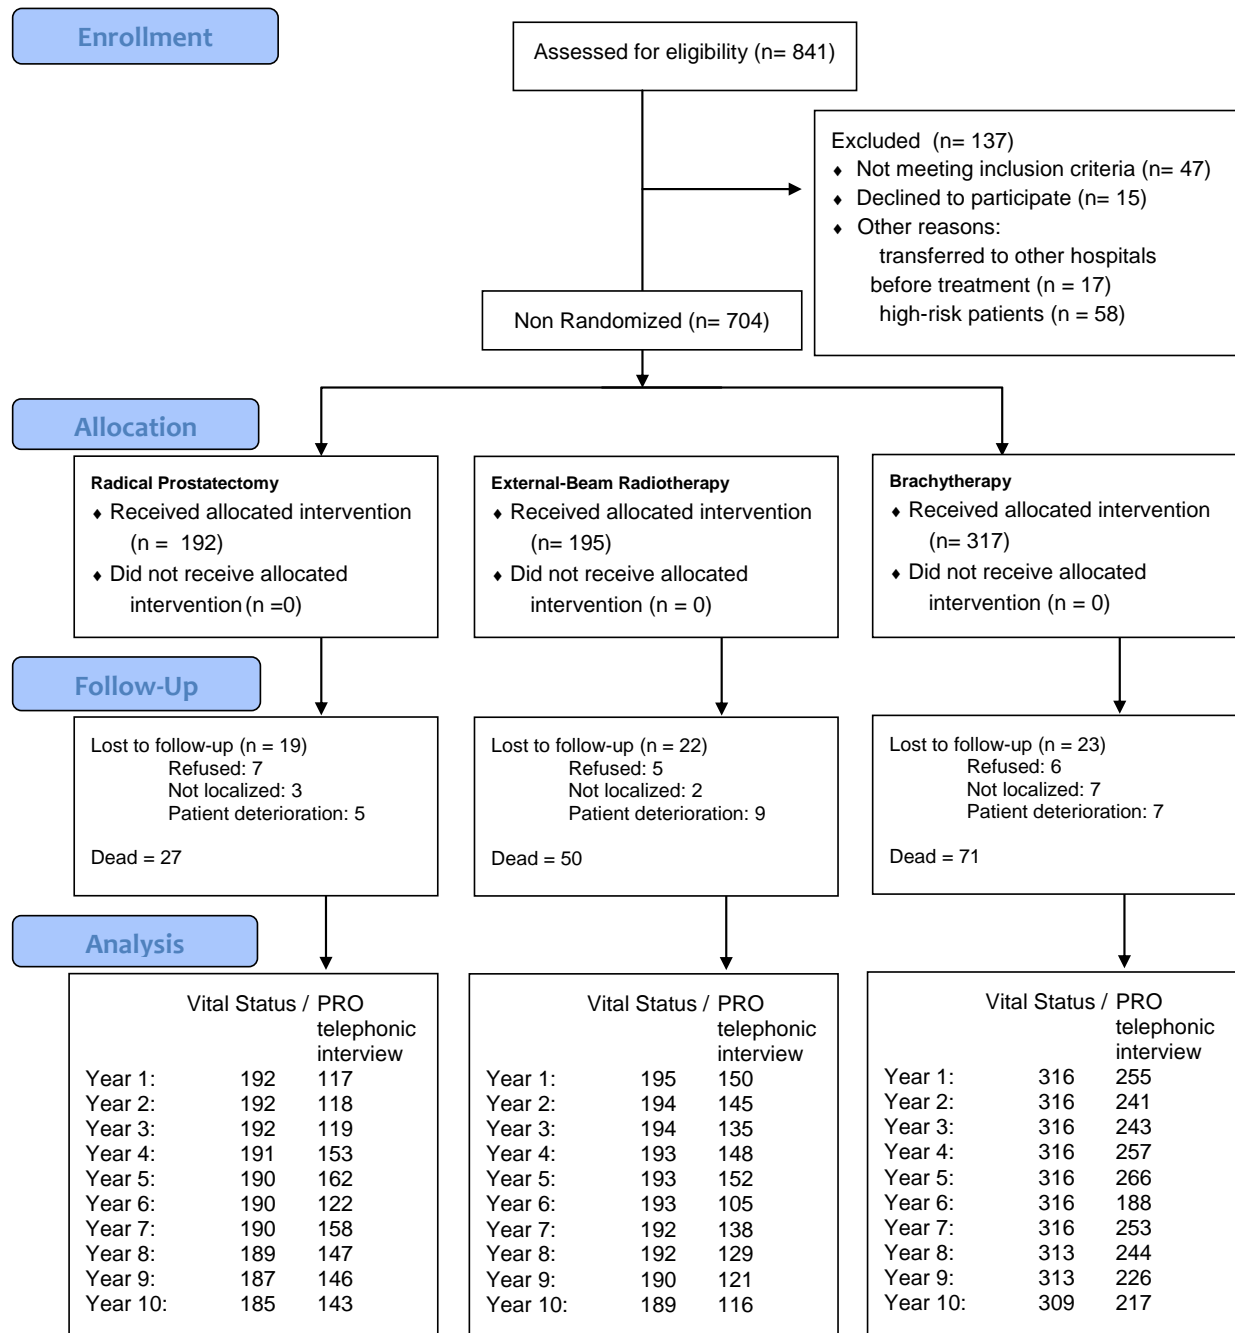 Enrollment
Assessed for eligibility (n= 841)
Excluded (n= 137)
♦ Not meeting inclusion criteria (n= 47)
♦ Declined to participate (n= 15)
♦ Other reasons:
transferred to other hospitals
before treatment (n = 17)
high-risk patients (n = 58)
Non Randomized (n= 704)
Allocation
Radical Prostatectomy
♦ Received allocated intervention
(n = 192)
♦ Did not receive allocated
intervention (n =0)
External-Beam Radiotherapy
♦ Received allocated intervention
(n= 195)
♦ Did not receive allocated
intervention (n = 0)
Brachytherapy
♦ Received allocated intervention
(n= 317)
♦ Did not receive allocated
intervention (n = 0)
Follow-Up
Lost to follow-up (n = 19)
Refused: 7
Not localized: 3
Patient deterioration: 5
Dead = 27
Lost to follow-up (n = 22)
Refused: 5
Not localized: 2
Patient deterioration: 9
Dead = 50
Lost to follow-up (n = 23)
Refused: 6
Not localized: 7
Patient deterioration: 7
Dead = 71
Analysis
Vital Status / PRO
telephonic
interview
Year 1: 192 117
Year 2: 192 118
Year 3: 192 119
Year 4: 191 153
Year 5: 190 162
Year 6: 190 122
Year 7: 190 158
Year 8: 189 147
Year 9: 187 146
Year 10: 185 143
Vital Status / PRO
telephonic
interview
Year 1: 195 150
Year 2: 194 145
Year 3: 194 135
Year 4: 193 148
Year 5: 193 152
Year 6: 193 105
Year 7: 192 138
Year 8: 192 129
Year 9: 190 121
Year 10: 189 116
Vital Status / PRO
telephonic
interview
Year 1: 316 255
Year 2: 316 241
Year 3: 316 243
Year 4: 316 257
Year 5: 316 266
Year 6: 316 188
Year 7: 316 253
Year 8: 313 244
Year 9: 313 226
Year 10: 309 217